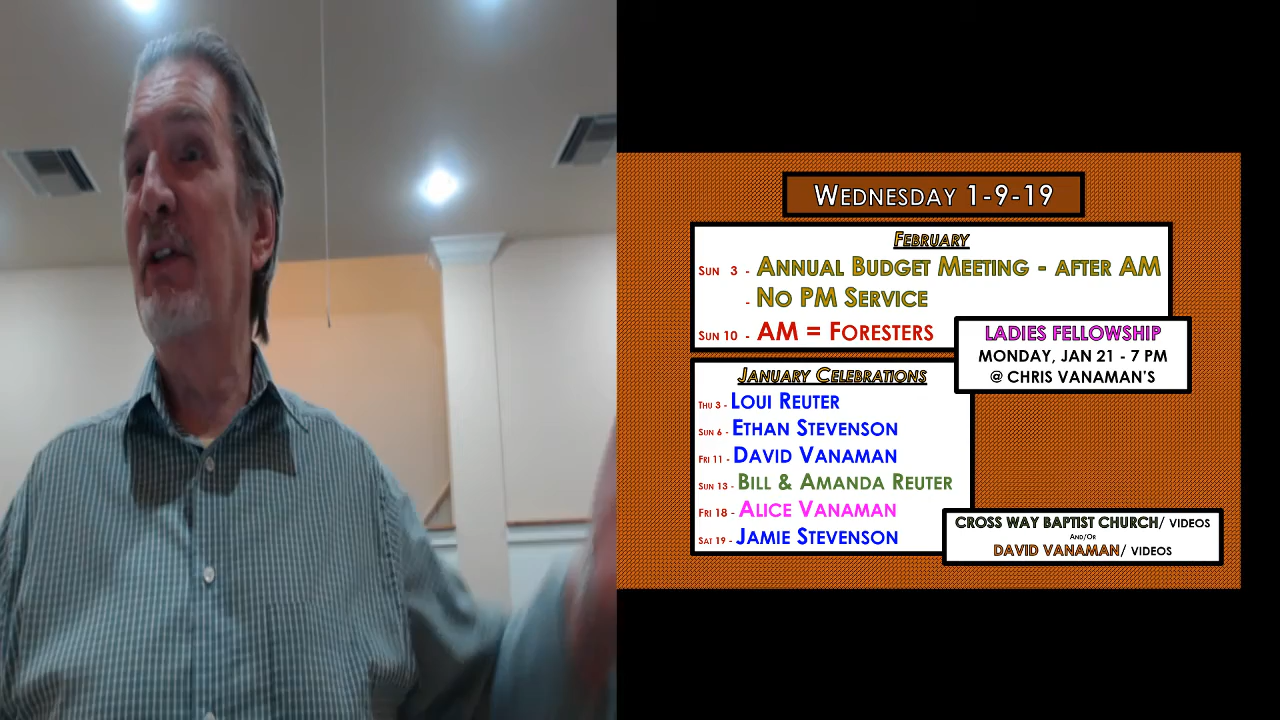 Wednesday 1-9-19
February
Sun 3 - Annual Budget Meeting - after AM
- No PM Service
Sun 10 - AM = Foresters
LADIES FELLOWSHIP
MONDAY, JAN 21 - 7 PM
@ CHRIS VANAMAN'S
January Celebrations
Thu 3 - Loui Reuter
Sun 6 - Ethan Stevenson
Fri 11 - David Vanaman
Sun 13 - Bill & Amanda Reuter
Fri 18 - Alice Vanaman
Sat 19 - Jamie Stevenson
CROSS WAY BAPTIST CHURCH/ VIDEOS
And/Or
DAVID VANAMAN/ VIDEOS